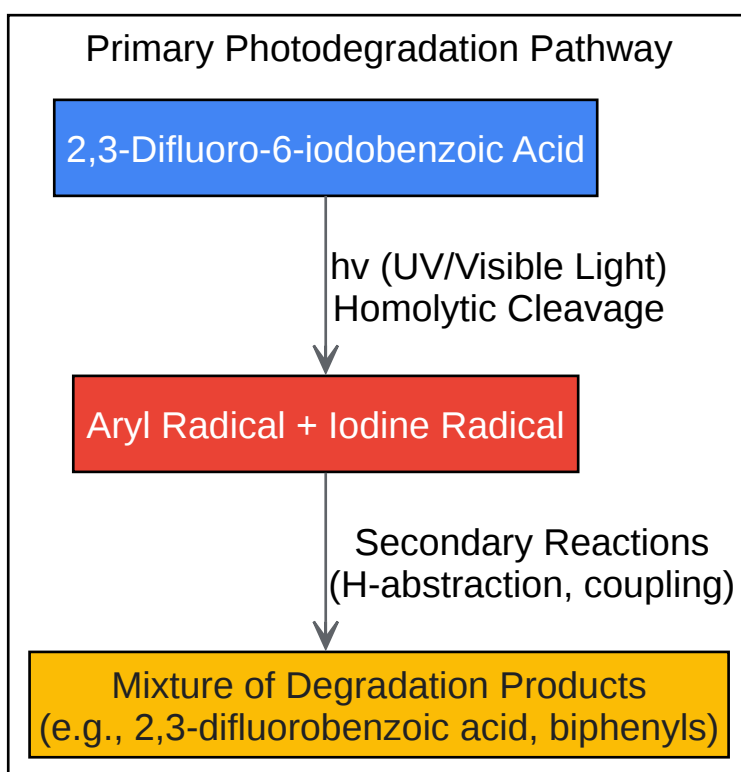 Primary Photodegradation Pathway
2,3-Difluoro-6-iodobenzoic Acid
hv (UV/Visible Light)
Homolytic Cleavage
Aryl Radical + Iodine Radical
Secondary Reactions
(H-abstraction, coupling)
Mixture of Degradation Products
(e.g., 2,3-difluorobenzoic acid, biphenyls)